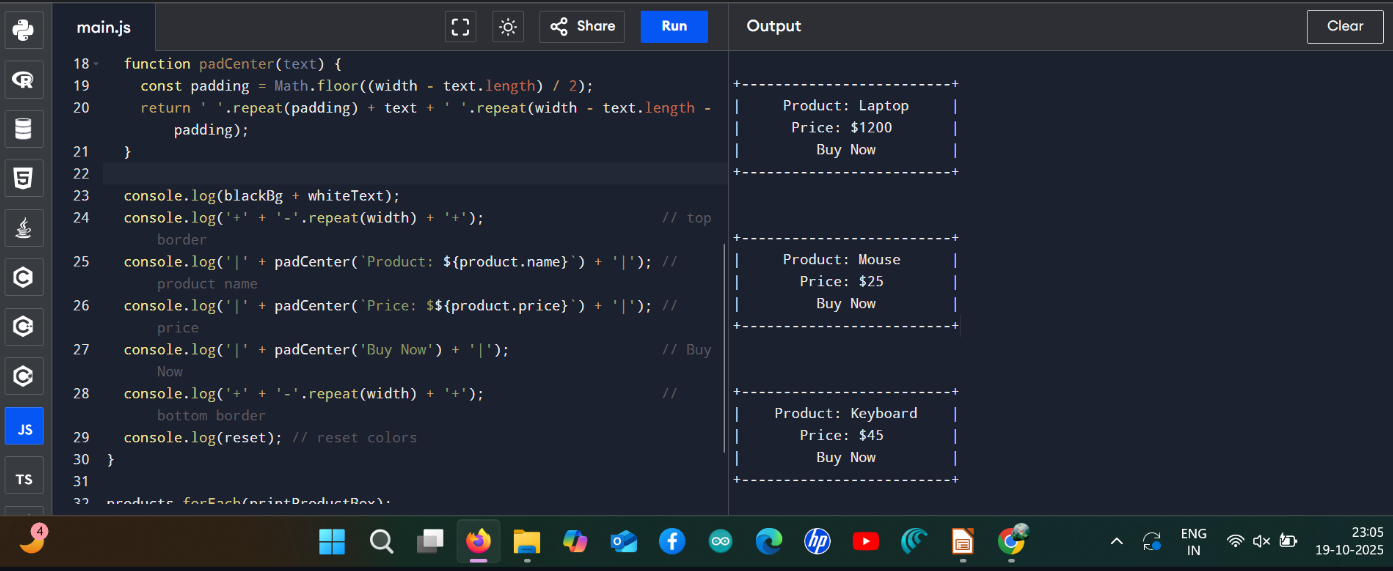 main.js
Share
Run
Output
Clear
18 function padCenter(text) {
19 const padding = Math.floor((width - text.length) / 2);
20 return ' '.repeat(padding) + text + ' '.repeat(width - text.length -
padding);
21 }
22
23 console.log(blackBg + whiteText);
24 console.log('+' + '-'.repeat(width) + '+'); // top
border
25 console.log('|' + padCenter(`Product: ${product.name}`) + '|'); //
product name
26 console.log('|' + padCenter(`Price: $${product.price}`) + '|'); //
price
27 console.log('|' + padCenter('Buy Now') + '|'); // Buy
Now
28 console.log('+' + '-'.repeat(width) + '+'); //
bottom border
29 console.log(reset); // reset colors
30 }
31
32 products.forEach(printProductBox);
+-------------------------+
| Product: Laptop |
| Price: $1200 |
| Buy Now |
+-------------------------+
+-------------------------+
| Product: Mouse |
| Price: $25 |
| Buy Now |
+-------------------------+
+-------------------------+
| Product: Keyboard |
| Price: $45 |
| Buy Now |
+-------------------------+
R
5
C
C
C
JS
TS
4
hp
ENG
IN
23:05
19-10-2025